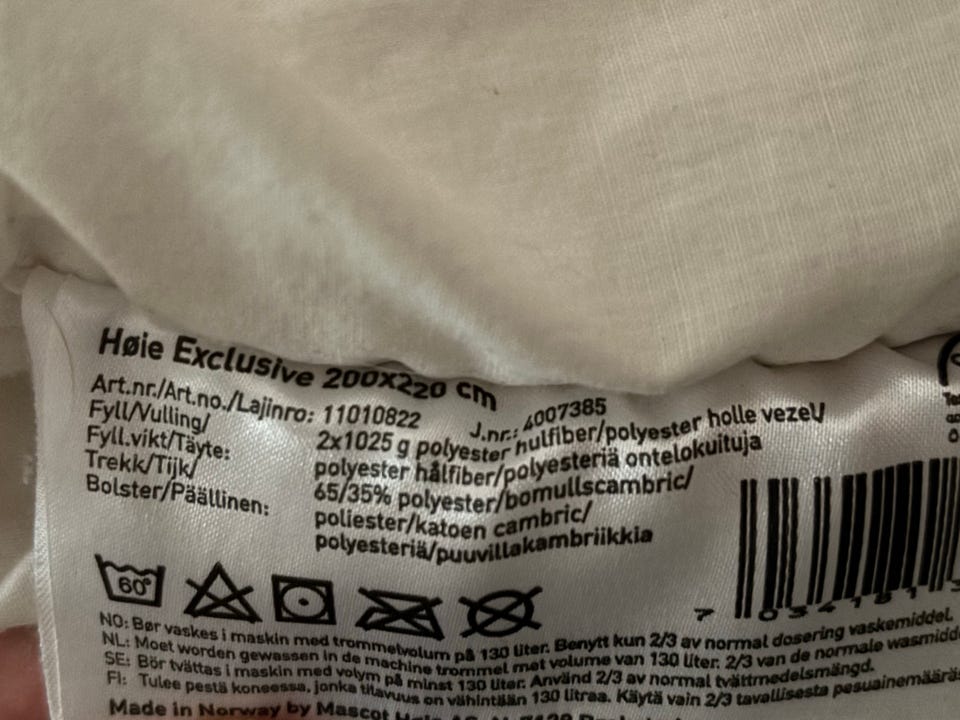 Høie Exclusive 200x220 cm
Art.nr./Art.no./Lajinro: 11010822 J.nr.: 4007385
Fyll/Vulling/ 2x1025 g polyester hulfiber/polyester holle vezel/
Fyll.vikt/Täyte: polyester hålfiber/polyesteriä ontelokuituja
Trekk/Tijk/ 65/35% polyester/bomullscambric/
Bolster/Päällinen: poliester/katoen cambric/
polyesteriä/puuvillakambriikkia
60°
7 034181 3
NO: Bør vaskes i maskin med trommelvolum på 130 liter. Benytt kun 2/3 av normal dosering vaskemiddel.
NL: Moet worden gewassen in de machine trommel met volume van 130 liter. 2/3 van de normale wasmidd
SE: Bör tvättas i maskin med volym på minst 130 liter. Använd 2/3 av normal tvättmedelsmängd.
FI: Tulee pestä koneessa, jonka tilavuus on vähintään 130 litraa. Käytä vain 2/3 tavallisesta pesuainemääräs
Made in Norway by Mascot Høie AS